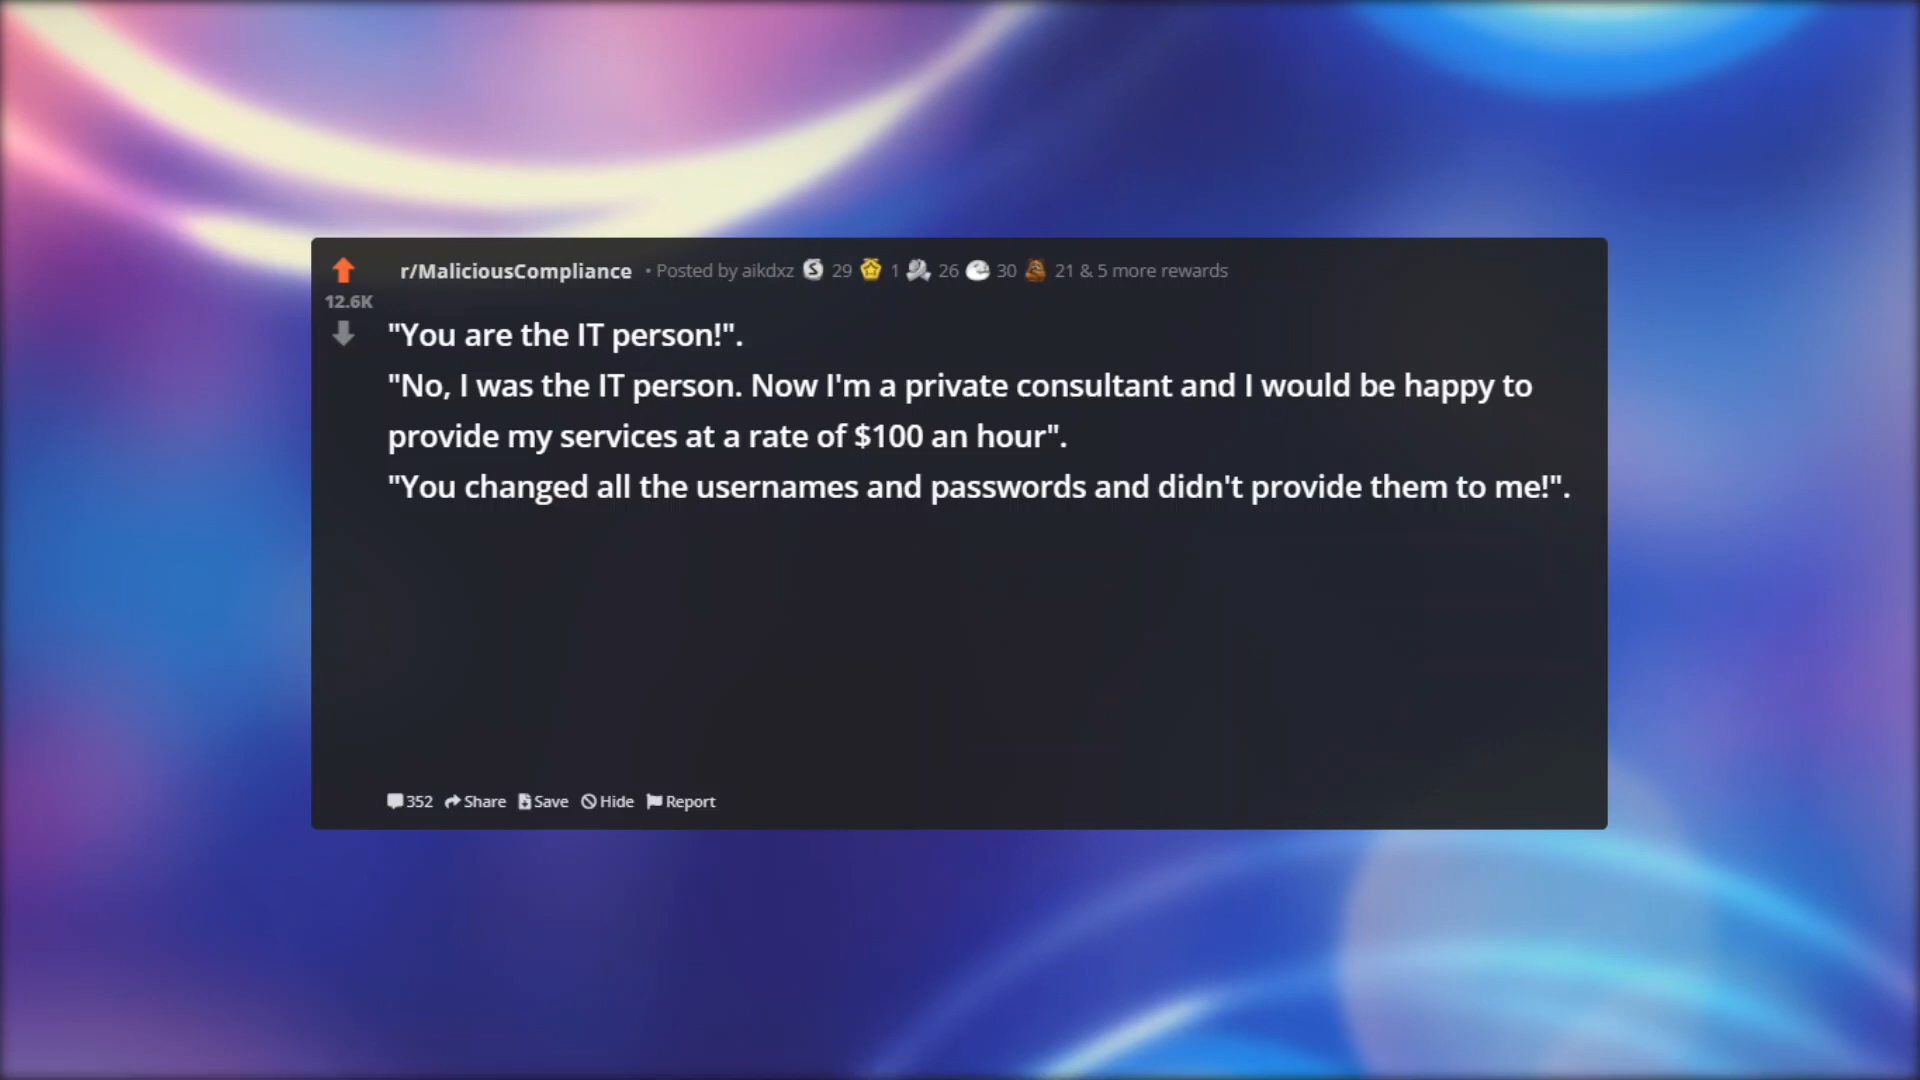 r/MaliciousCompliance • Posted by aikdxz 29 1 26 30 21 & 5 more rewards
12.6K
"You are the IT person!".
"No, I was the IT person. Now I'm a private consultant and I would be happy to
provide my services at a rate of $100 an hour".
"You changed all the usernames and passwords and didn't provide them to me!".
352 Share Save Hide Report